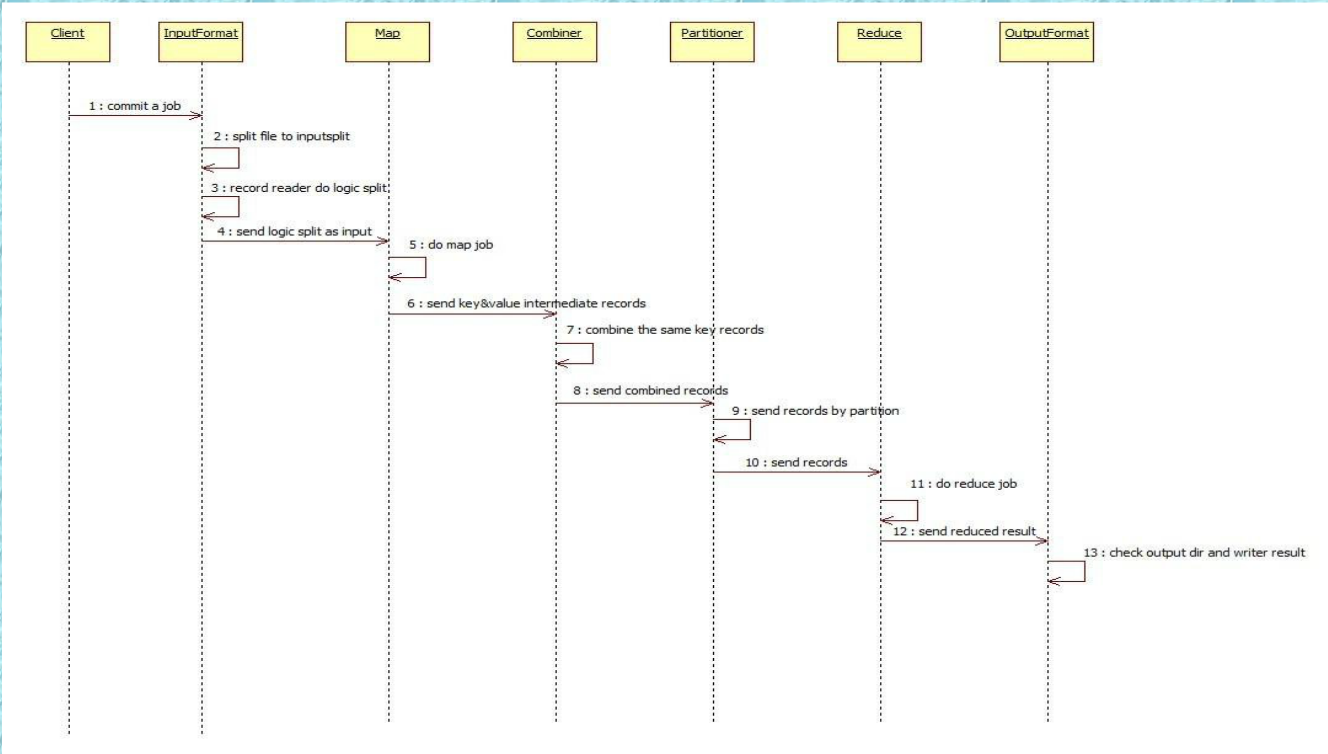 Client
InputFormat
Map
Combiner
Partitioner
Reduce
OutputFormat
1 : commit a job
2 : split file to inputsplit
3 : record reader do logic split
4 : send logic split as input
5 : do map job
6 : send key&value intermediate records
7 : combine the same key records
8 : send combined records
9 : send records by partition
10 : send records
11 : do reduce job
12 : send reduced result
13 : check output dir and writer result